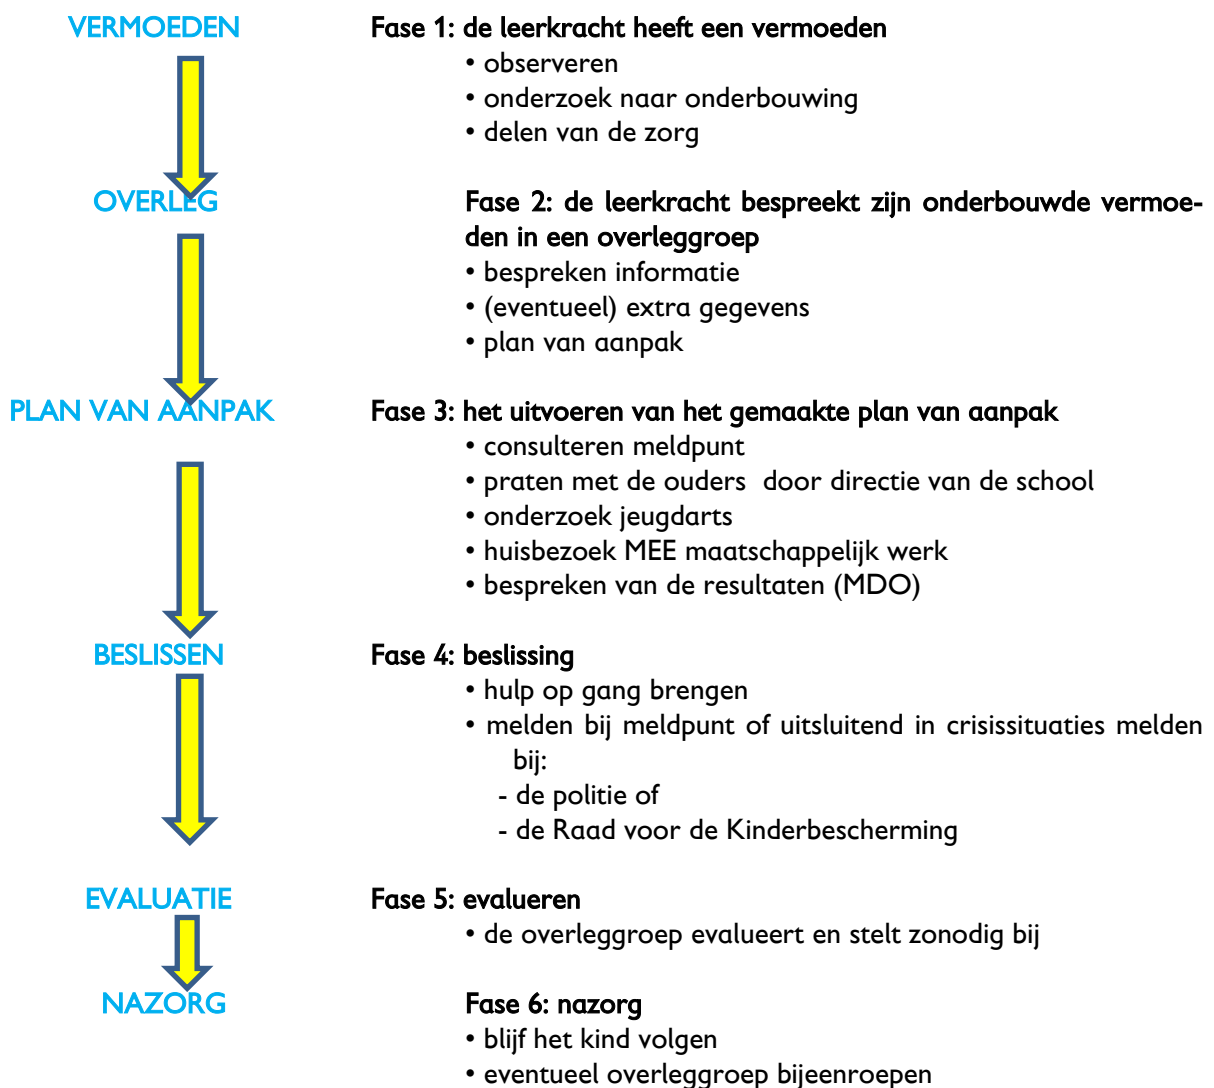 VERMOEDEN
Fase 1: de leerkracht heeft een vermoeden
• observeren
• onderzoek naar onderbouwing
• delen van de zorg
OVERLEG
Fase 2: de leerkracht bespreekt zijn onderbouwde vermoe-
den in een overleggroep
• bespreken informatie
• (eventueel) extra gegevens
• plan van aanpak
PLAN VAN AANPAK
Fase 3: het uitvoeren van het gemaakte plan van aanpak
• consulteren meldpunt
• praten met de ouders door directie van de school
• onderzoek jeugdarts
• huisbezoek MEE maatschappelijk werk
• bespreken van de resultaten (MDO)
BESLISSEN
Fase 4: beslissing
• hulp op gang brengen
• melden bij meldpunt of uitsluitend in crisissituaties melden
bij:
- de politie of
- de Raad voor de Kinderbescherming
EVALUATIE
Fase 5: evalueren
• de overleggroep evalueert en stelt zonodig bij
NAZORG
Fase 6: nazorg
• blijf het kind volgen
• eventueel overleggroep bijeenroepen